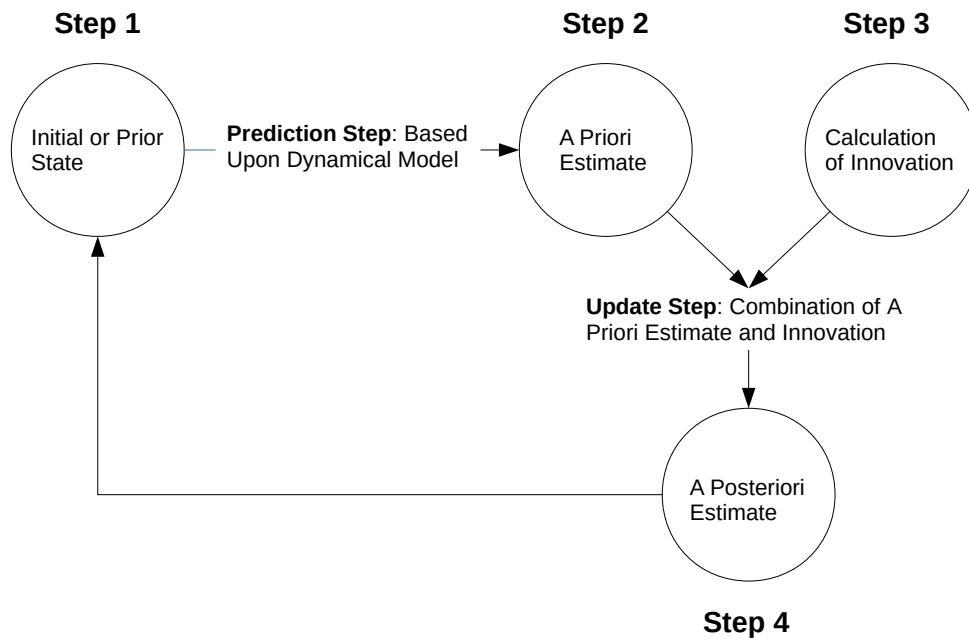 Step 1
Step 2
Step 3
Initial or Prior
State
Prediction Step: Based
Upon Dynamical Model
A Priori
Estimate
Calculation
of Innovation
Update Step: Combination of A
Priori Estimate and Innovation
A Posteriori
Estimate
Step 4